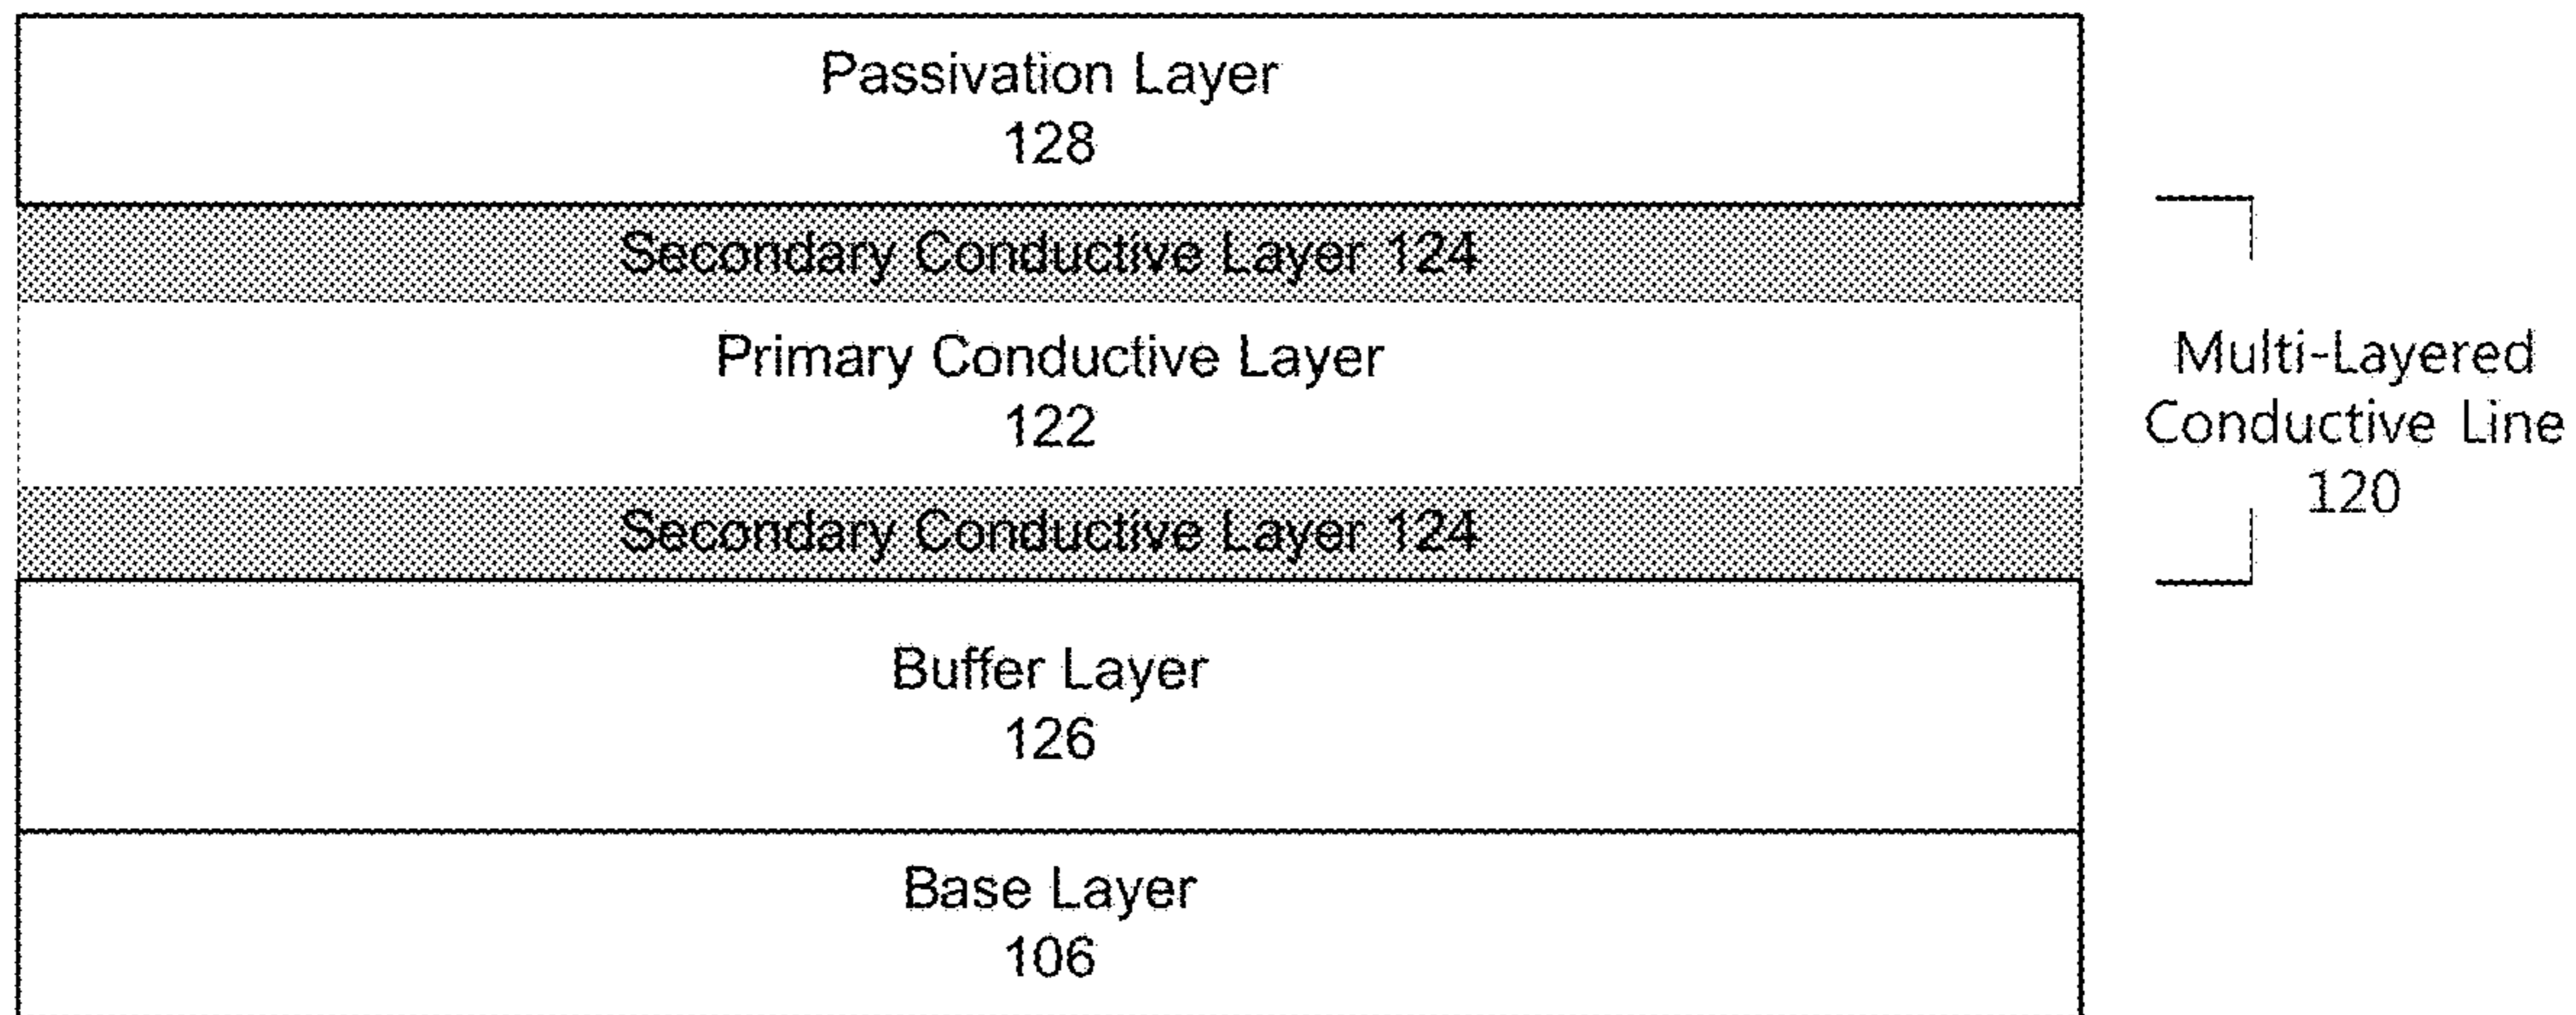 Passivation Layer
128
Secondary Conductive Layer 124
Primary Conductive Layer
122
Secondary Conductive Layer 124
Multi-Layered
Conductive Line
120
Buffer Layer
126
Base Layer
106